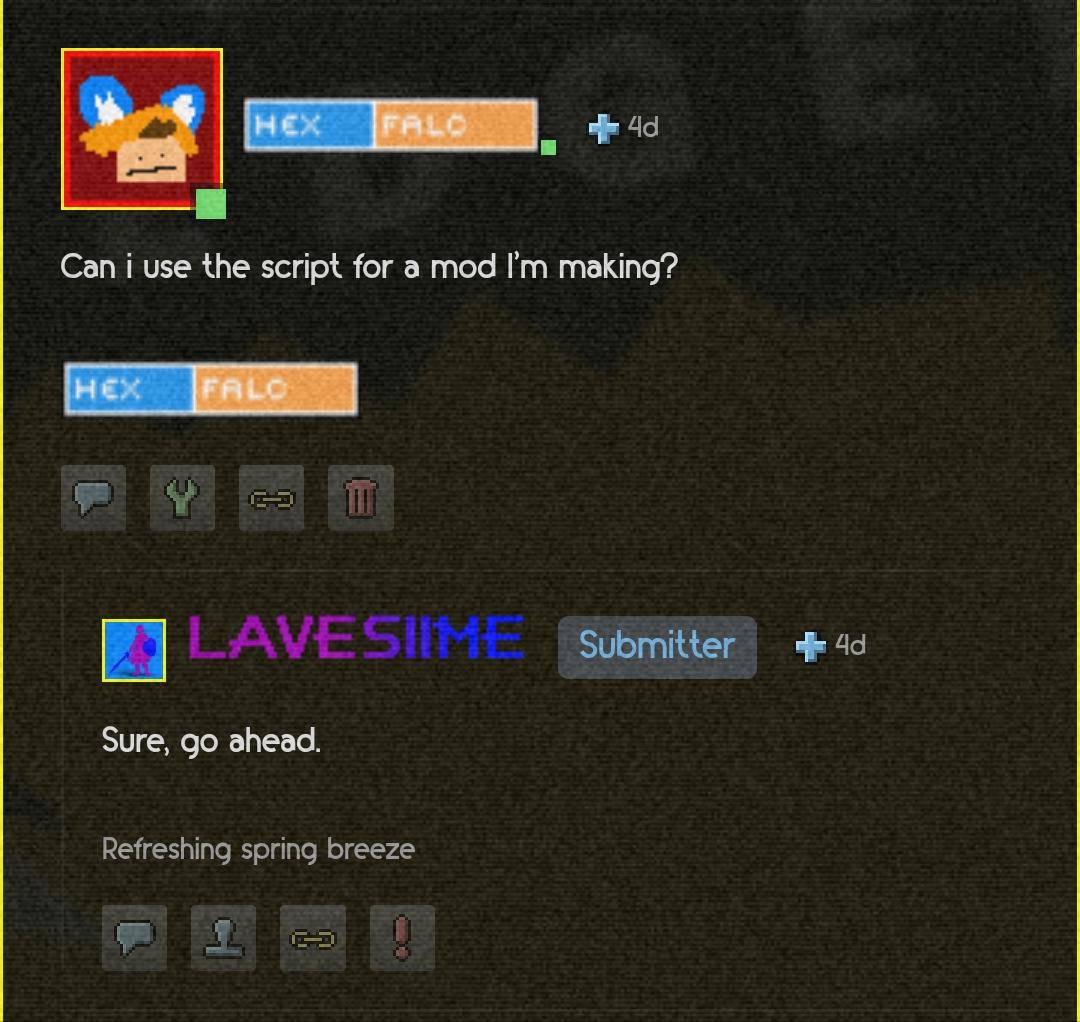 HEX FALO
4d
Can i use the script for a mod I'm making?
HEX FALO
LAVESIIME Submitter 4d
Sure, go ahead.
Refreshing spring breeze